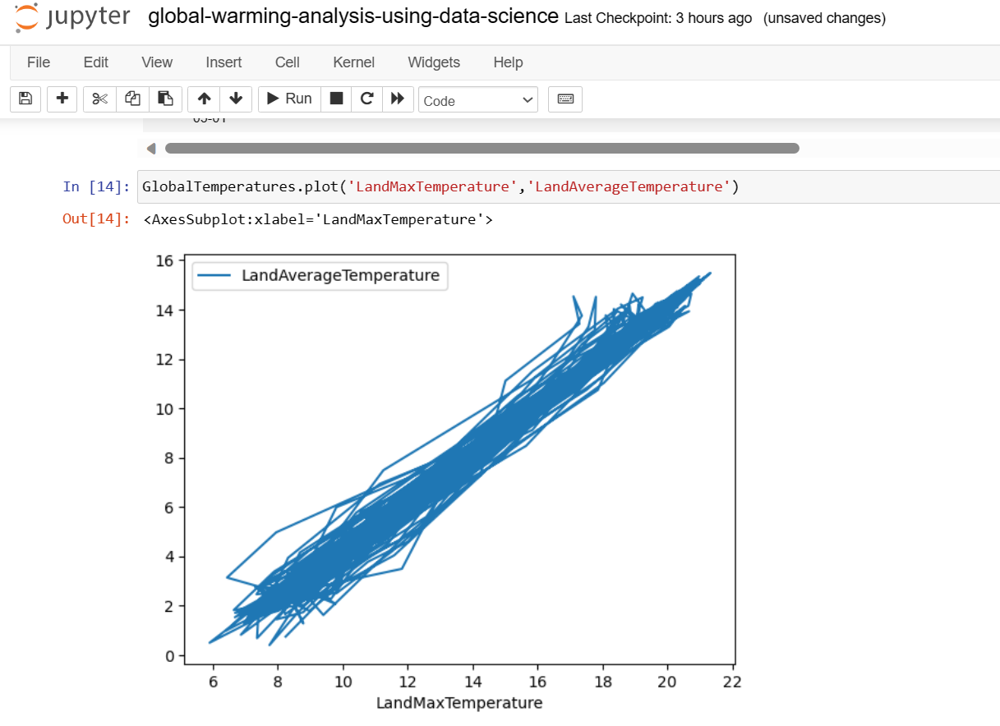 jupyter global-warming-analysis-using-data-science Last Checkpoint: 3 hours ago (unsaved changes)
File Edit View Insert Cell Kernel Widgets Help
Run Code
In [14]: GlobalTemperatures.plot('LandMaxTemperature','LandAverageTemperature')
Out[14]: <AxesSubplot:xlabel='LandMaxTemperature'>
LandAverageTemperature
16
14
12
10
8
6
4
2
0
6 8 10 12 14 16 18 20 22
LandMaxTemperature